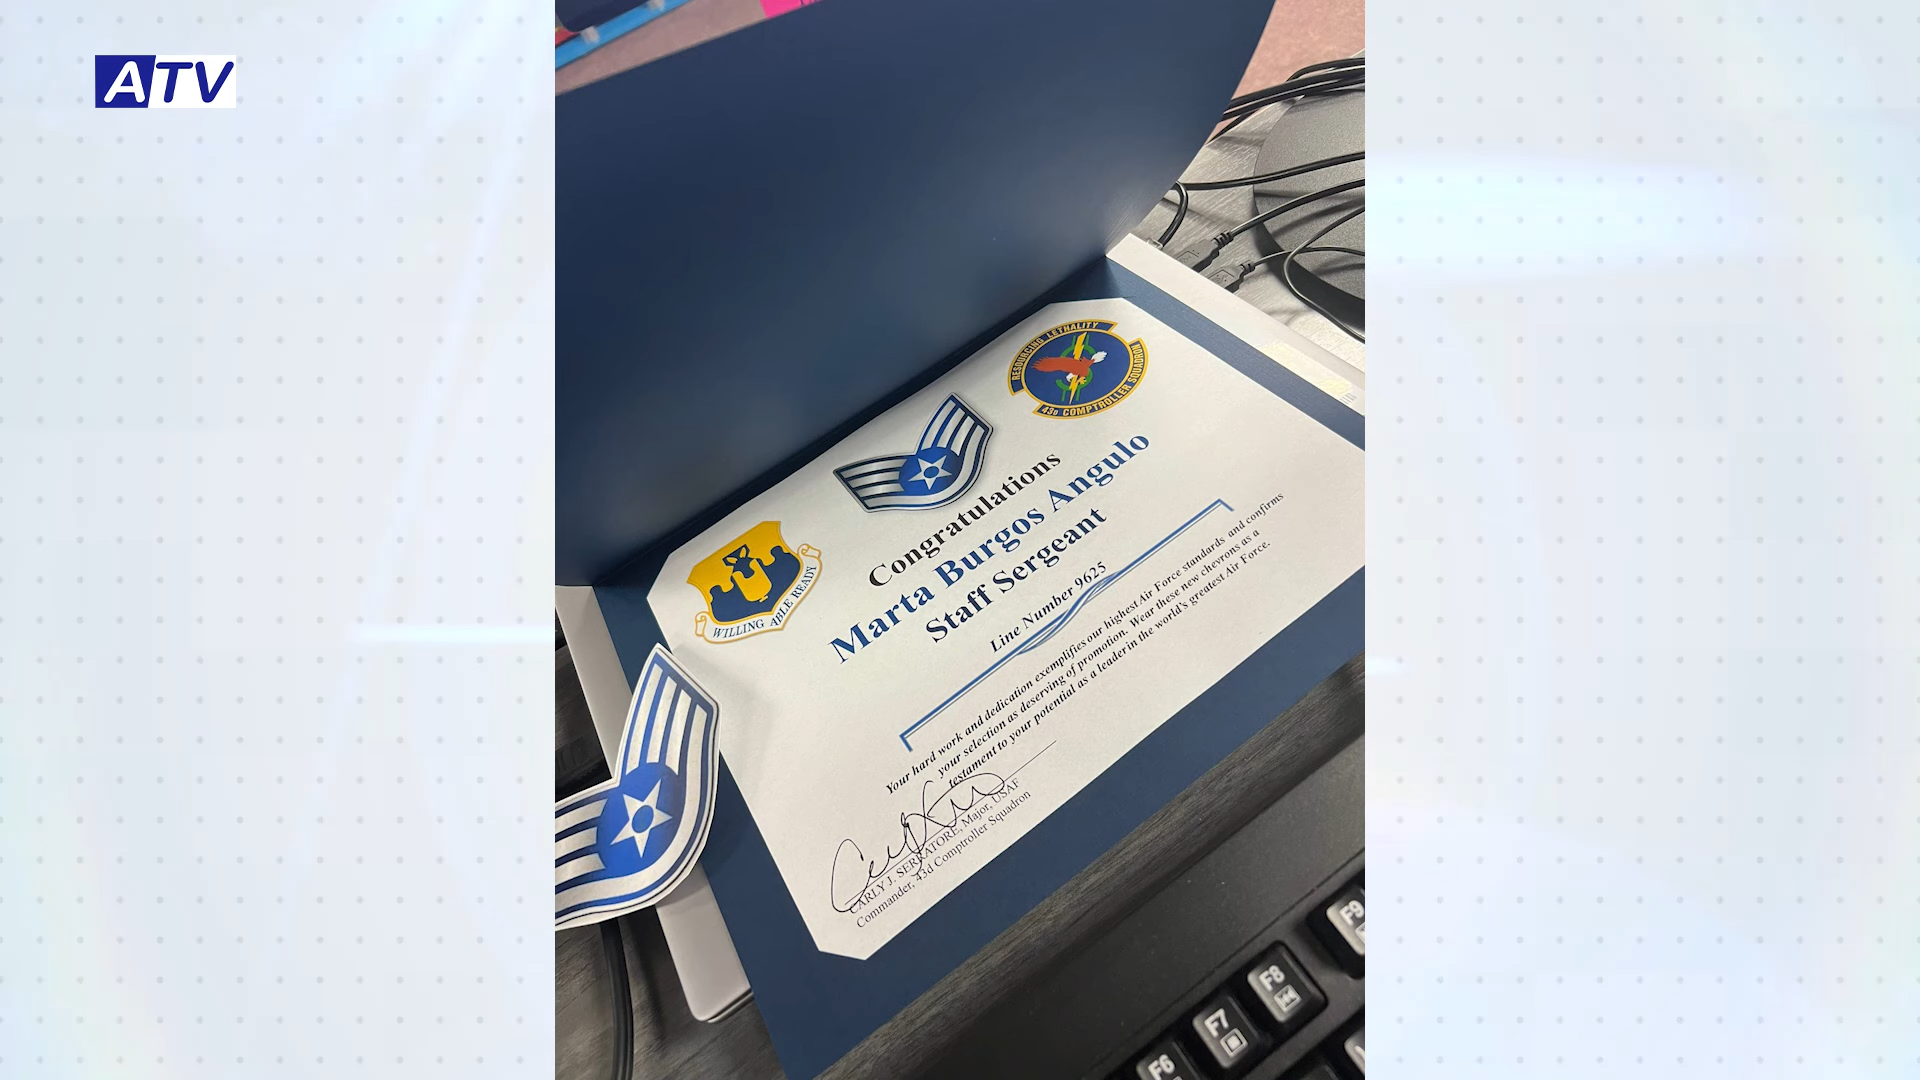 ATV
RESOURCING LETHALITY
43D COMPTROLLER SQUADRON
WILLING ABLE READY
Congratulations
Marta Burgos Angulo
Staff Sergeant
Line Number 9625
Your hard work and dedication exemplifies our highest Air Force standards and confirms
your selection as deserving of promotion. Wear these new chevrons as a
testament to your potential as a leader in the world's greatest Air Force.
CARLY J. SERRATORE, Major, USAF
Commander, 43d Comptroller Squadron
F9
F8
F7
F6